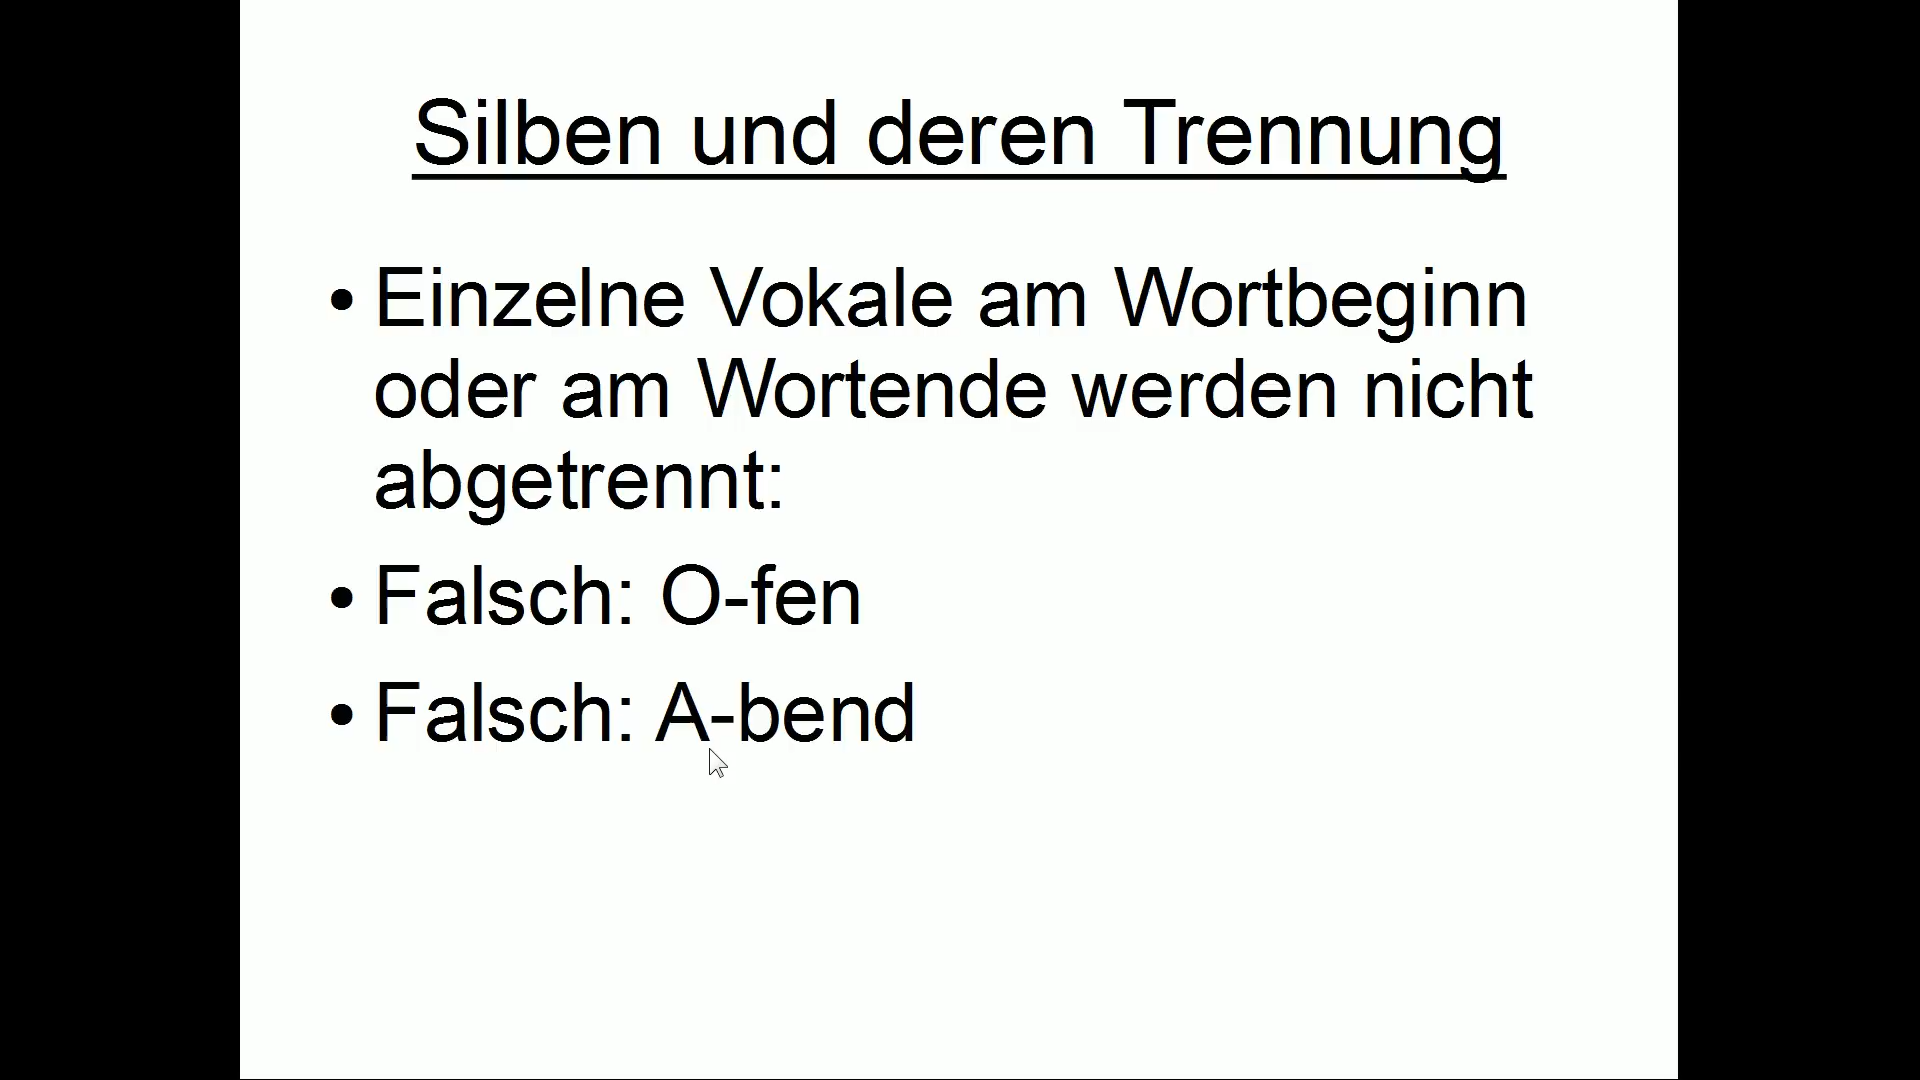 Silben und deren Trennung
• Einzelne Vokale am Wortbeginn
oder am Wortende werden nicht
abgetrennt:
• Falsch: O-fen
• Falsch: A-bend